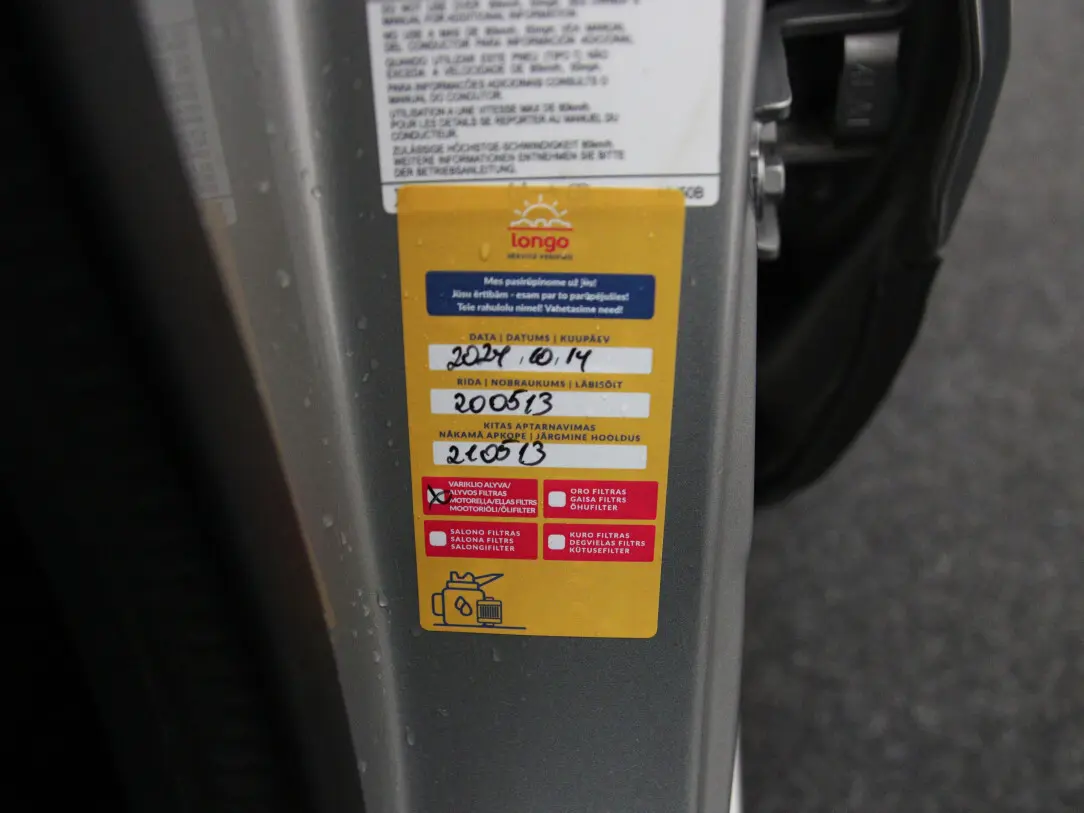 MANUAL FOR ADDITIONAL INFORMATION.
NO USE A MAS DE 80km/h, 50mph. VEA MANUAL
DEL CONDUCTOR PARA INFORMACION ADICIONAL.
QUANDO UTILIZAR ESTE PNEU (TIPO T) NÃO
EXCEDA A VELOCIDADE DE 80km/h, 50mph.
PARA INFORMAÇÕES ADICIONAIS CONSULTE O
MANUAL DO CONDUTOR.
UTILISATION A UNE VITESSE MAX DE 80km/h.
POUR LES DETAILS SE REPORTER AU MANUEL DU
CONDUCTEUR.
ZULÄSSIGE HÖCHSTGE-SCHWINDIGKEIT 80km/h.
WEITERE INFORMATIONEN ENTNEHMEN SIE BITTE
DER BETRIEBSANLEITUNG.
longo
Mes pasirūpinome už jūs!
Jūsu ērtībām - esam par to parūpējušies!
Teie rahulolu nimel! Vahetasime need!
DATA | DATUMS | KUUPÄEV
2024.10.14
RIDA | NOBRAUKUMS | LÄBISÕIT
200513
KITAS APTARNAVIMAS
NĀKAMĀ APKOPE | JÄRGMINE HOOLDUS
210513
VARIKLIO ALYVA/
ALYVOS FILTRAS
MOTORELLA/ELLAS FILTRS
MOOTORIÕLI/ÕLIFILTER
ORO FILTRAS
GAISA FILTRS
ÕHUFILTER
SALONO FILTRAS
SALONA FILTRS
SALONGIFILTER
KURO FILTRAS
DEGVIELAS FILTRS
KÜTUSEFILTER